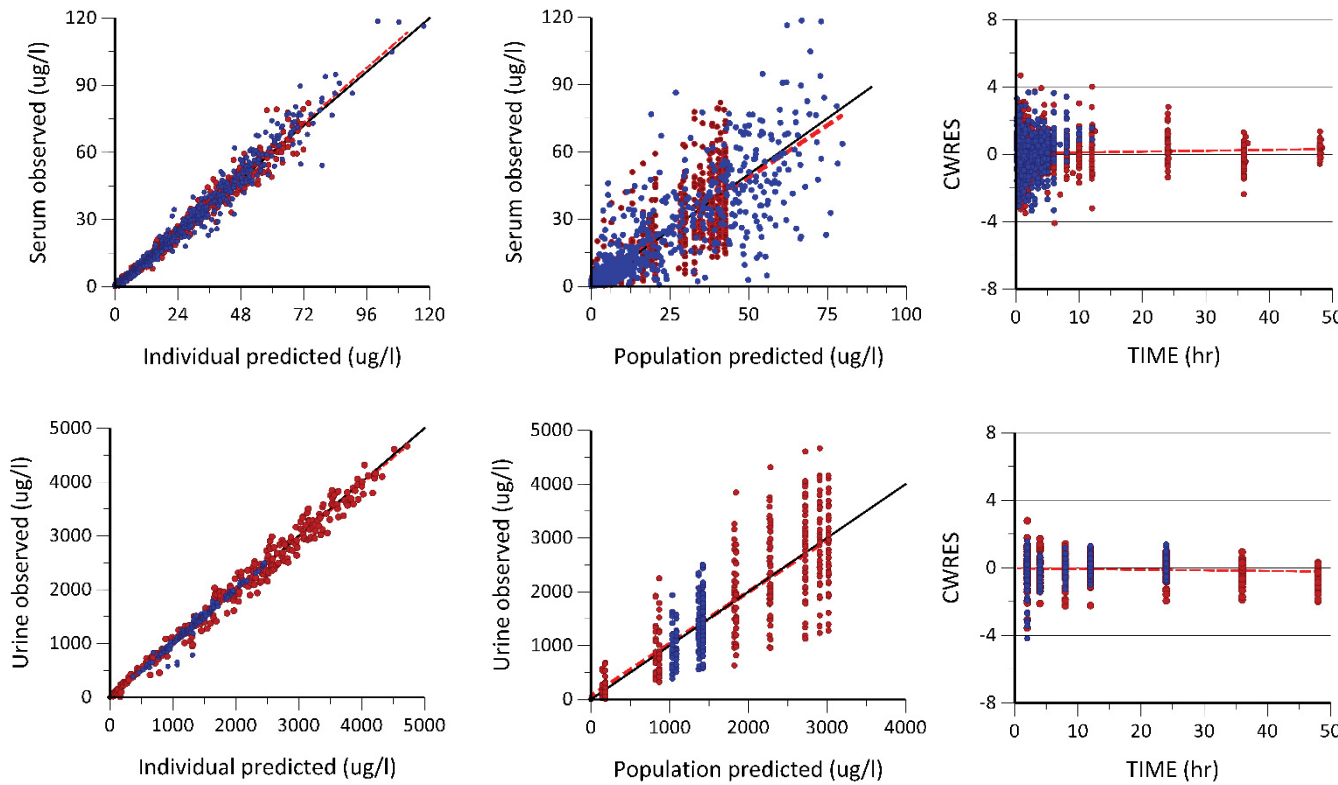 Serum observed (ug/l)
120
90
60
30
0
0 24 48 72 96 120
Individual predicted (ug/l)
Serum observed (ug/l)
120
90
60
30
0
0 25 50 75 100
Population predicted (ug/l)
CWRES
8
4
0
-4
-8
0 10 20 30 40 50
TIME (hr)
Urine observed (ug/l)
5000
4000
3000
2000
1000
0
0 1000 2000 3000 4000 5000
Individual predicted (ug/l)
Urine observed (ug/l)
5000
4000
3000
2000
1000
0
0 1000 2000 3000 4000
Population predicted (ug/l)
CWRES
8
4
0
-4
-8
0 10 20 30 40 50
TIME (hr)